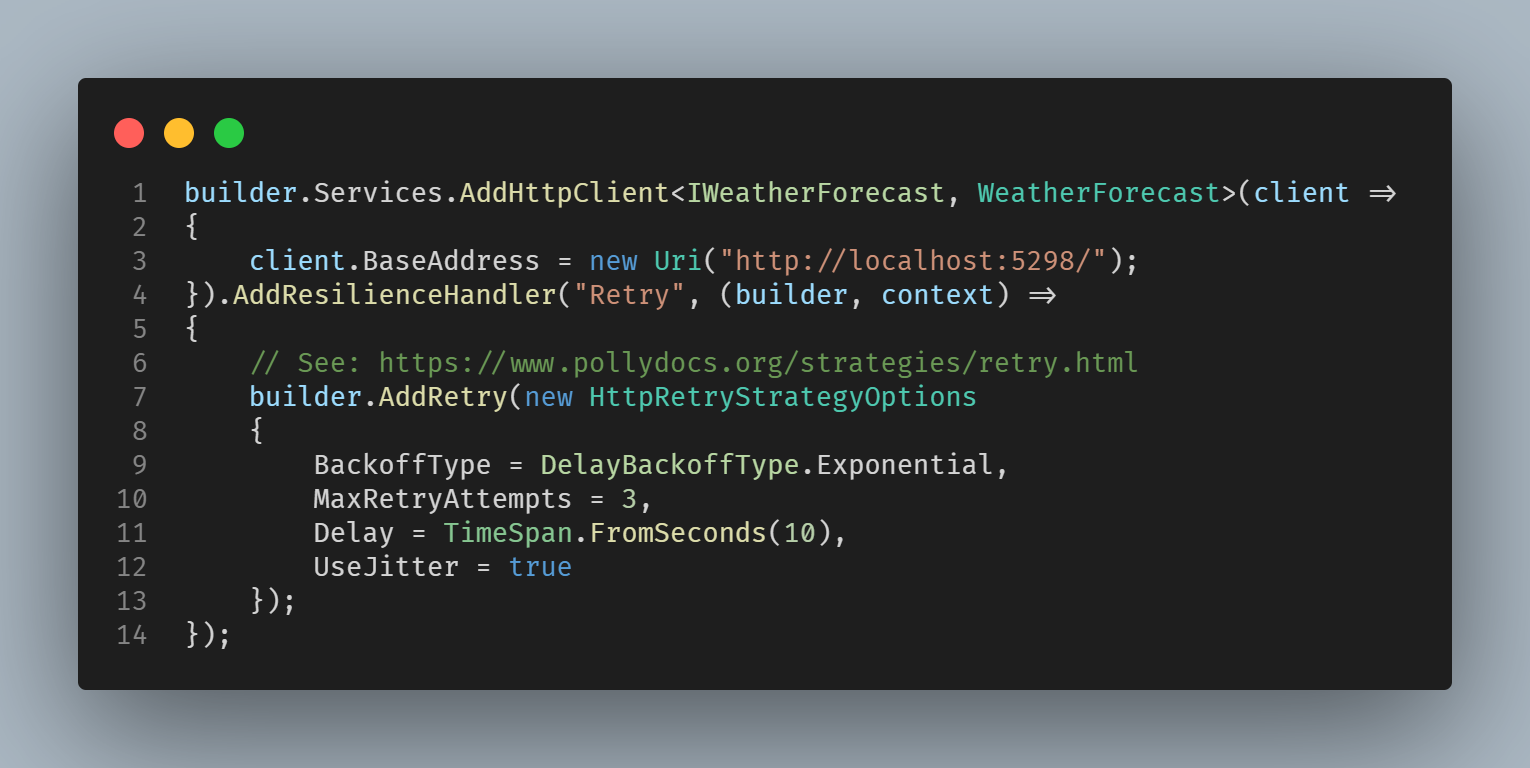 1 builder.Services.AddHttpClient<IWeatherForecast, WeatherForecast>(client =>
2 {
3     client.BaseAddress = new Uri("http://localhost:5298/");
4 }).AddResilienceHandler("Retry", (builder, context) =>
5 {
6     // See: https://www.pollydocs.org/strategies/retry.html
7     builder.AddRetry(new HttpRetryStrategyOptions
8     {
9         BackoffType = DelayBackoffType.Exponential,
10         MaxRetryAttempts = 3,
11         Delay = TimeSpan.FromSeconds(10),
12         UseJitter = true
13     });
14 });